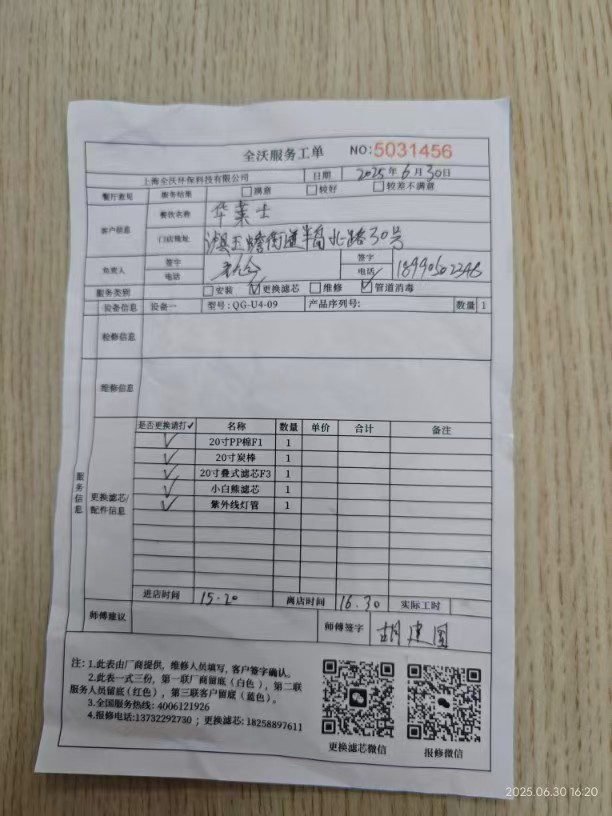 全沃服务工单 NO:5031456
上海全沃环保科技有限公司 日期 2025年6月30日
餐厅意见 服务结果 □满意 □较好 □较差不满意
客户信息 餐饮名称 华莱士
门店地址 街道半留北路30号
负责人 签字 签字
电话 电话
服务类别 □安装 ☑更换滤芯 □维修 ☑管道消毒
设备信息 设备一 型号:QG-U4-09 产品序列号: 数量 1
检修信息
维修信息
服务信息
更换滤芯/配件信息
是否更换请打✓ 名称 数量 单价 合计 备注
✓ 20寸PP棉F1 1
✓ 20寸炭棒 1
✓ 20寸叠式滤芯F3 1
✓ 小白熊滤芯 1
✓ 紫外线灯管 1
进店时间 15.20 离店时间 16.30 实际工时
师傅建议 师傅签字 胡建国
注:1.此表由厂商提供,维修人员填写,客户签字确认。
2.此表一式三份,第一联厂商留底(白色),第二联
服务人员留底(红色),第三联客户留底(蓝色)。
3.全国服务热线:4006121926
4.报修电话:13732292730;更换滤芯:18258897611
更换滤芯微信 报修微信
2025.06.30 16:20